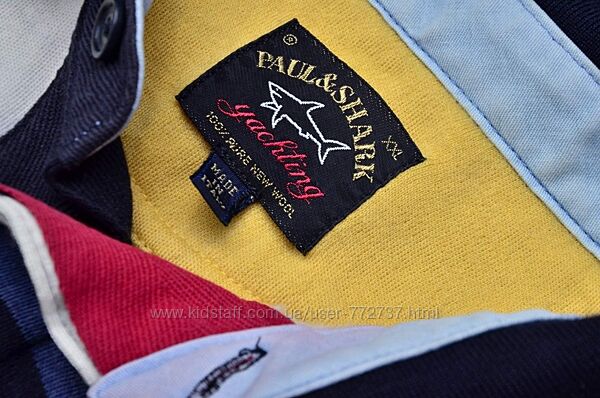 ®
PAUL & SHARK
yachting
XXL
100% PURE NEW WOOL
MADE
IN
ITALY
www.kidstaff.com.ua/user-772737.html